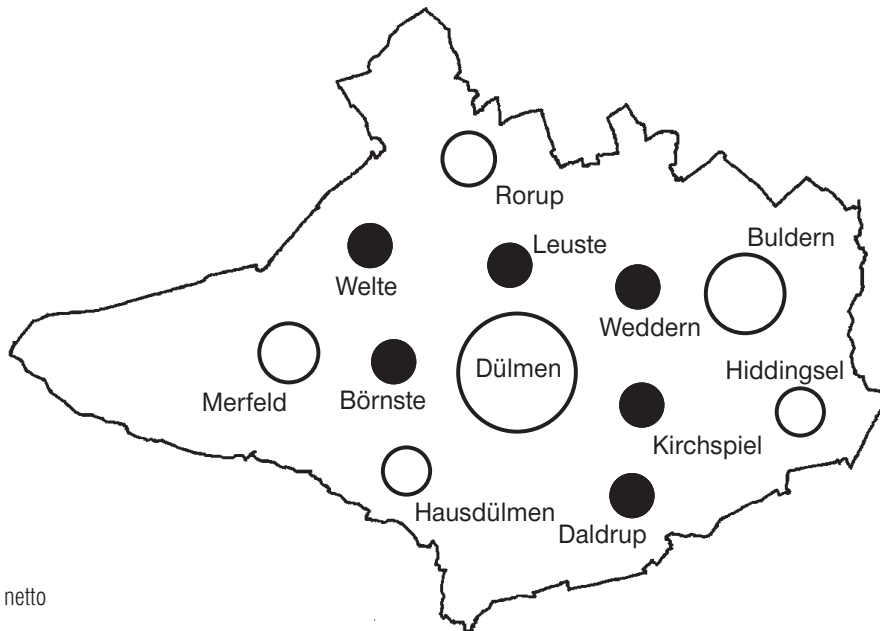 Rorup
Buldern
Leuste
Welte
Weddern
Dülmen
Hiddingsel
Merfeld
Börnste
Kirchspiel
Hausdülmen
Daldrup
netto